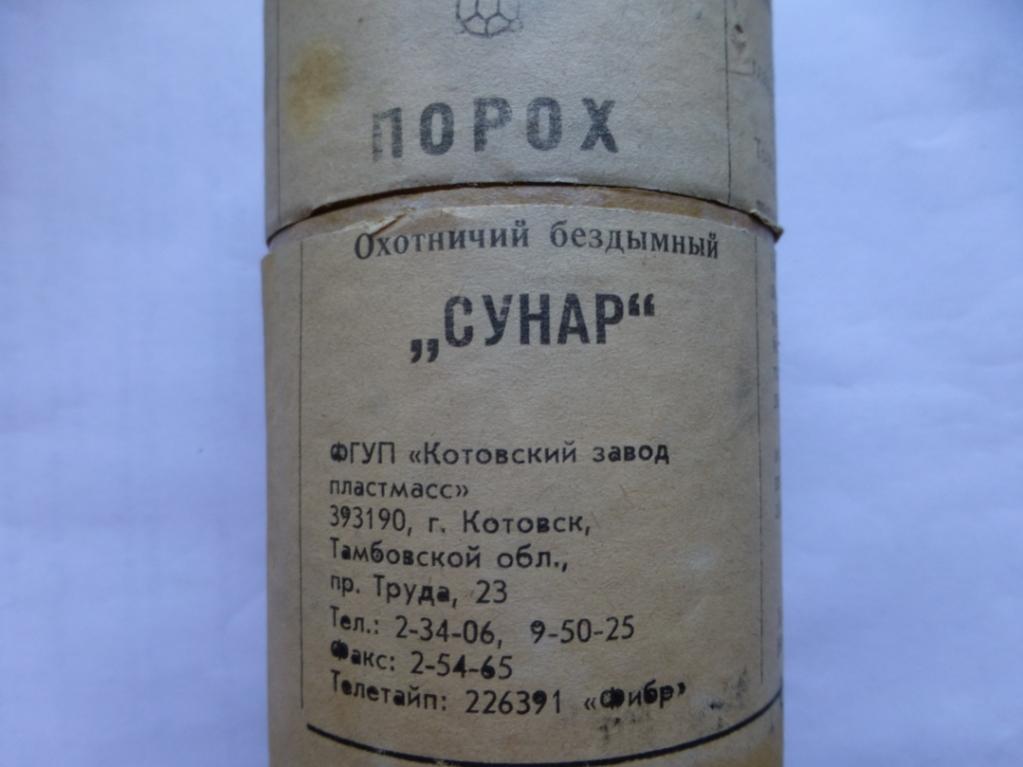 ПОРОХ
Охотничий бездымный
„СУНАР“
ФГУП «Котовский завод
пластмасс»
393190, г. Котовск,
Тамбовской обл.,
пр. Труда, 23
Тел.: 2-34-06, 9-50-25
Факс: 2-54-65
Телетайп: 226391 «Фибр»